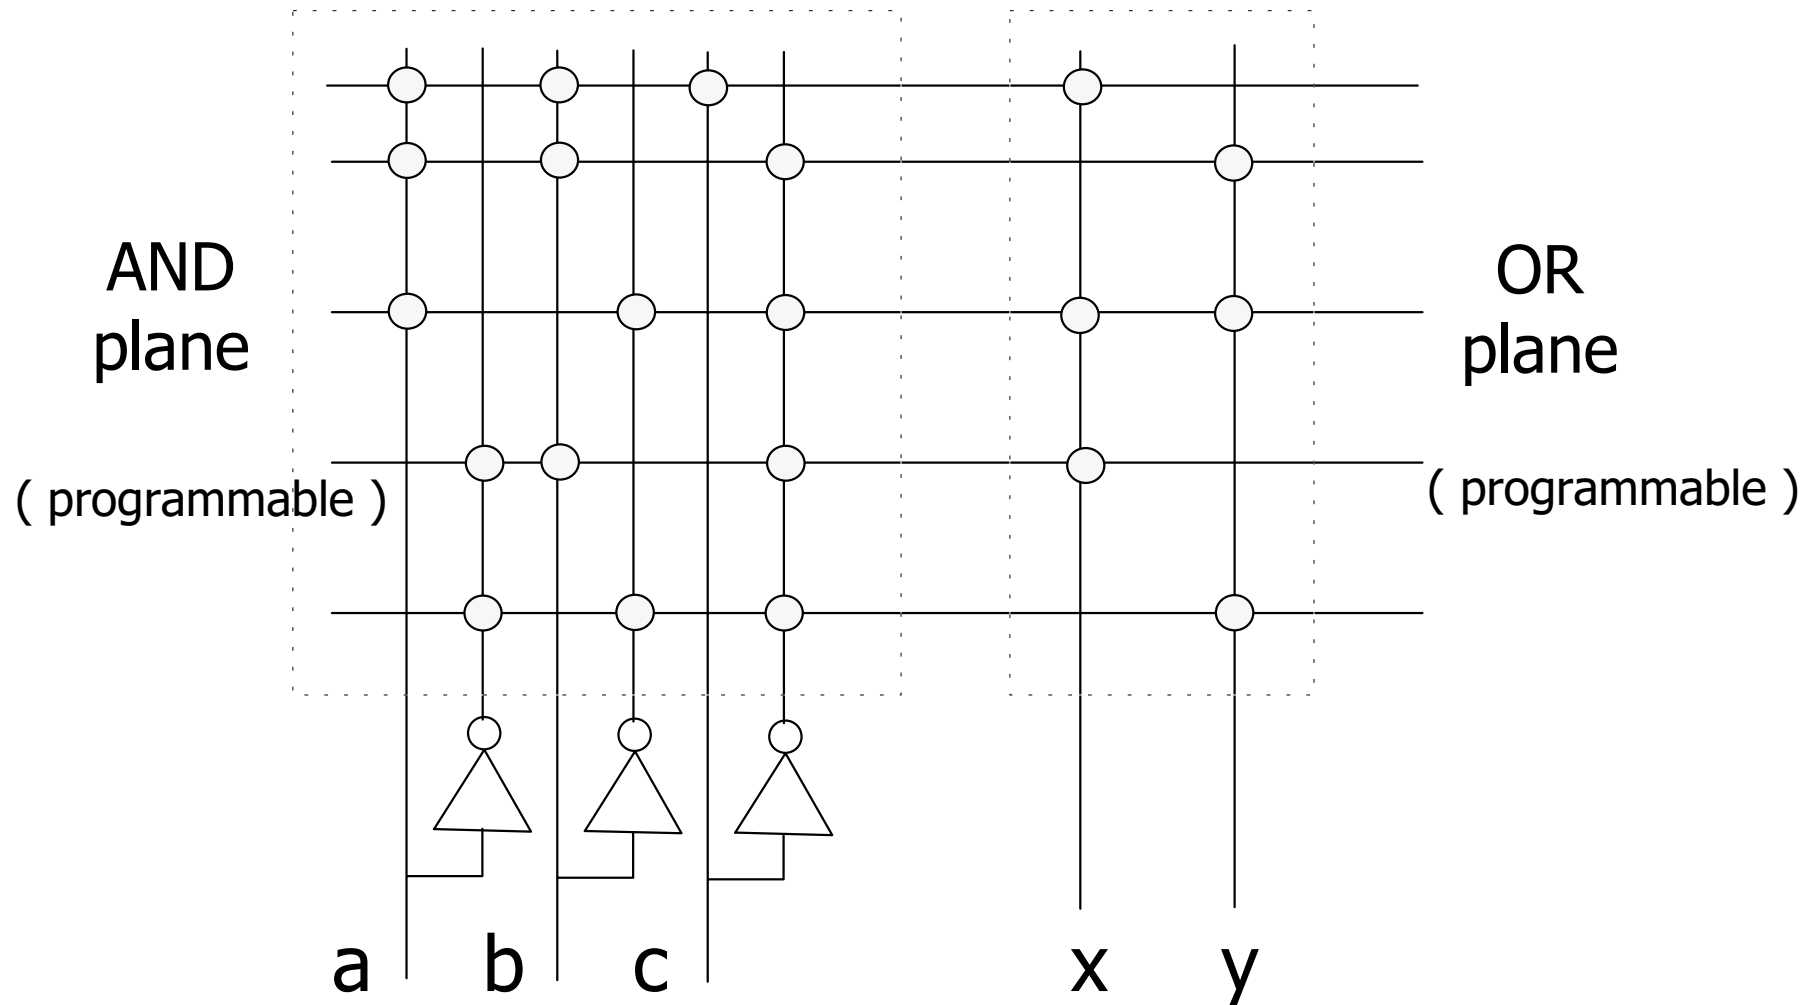 AND
plane
( programmable )
OR
plane
( programmable )
a b c x y